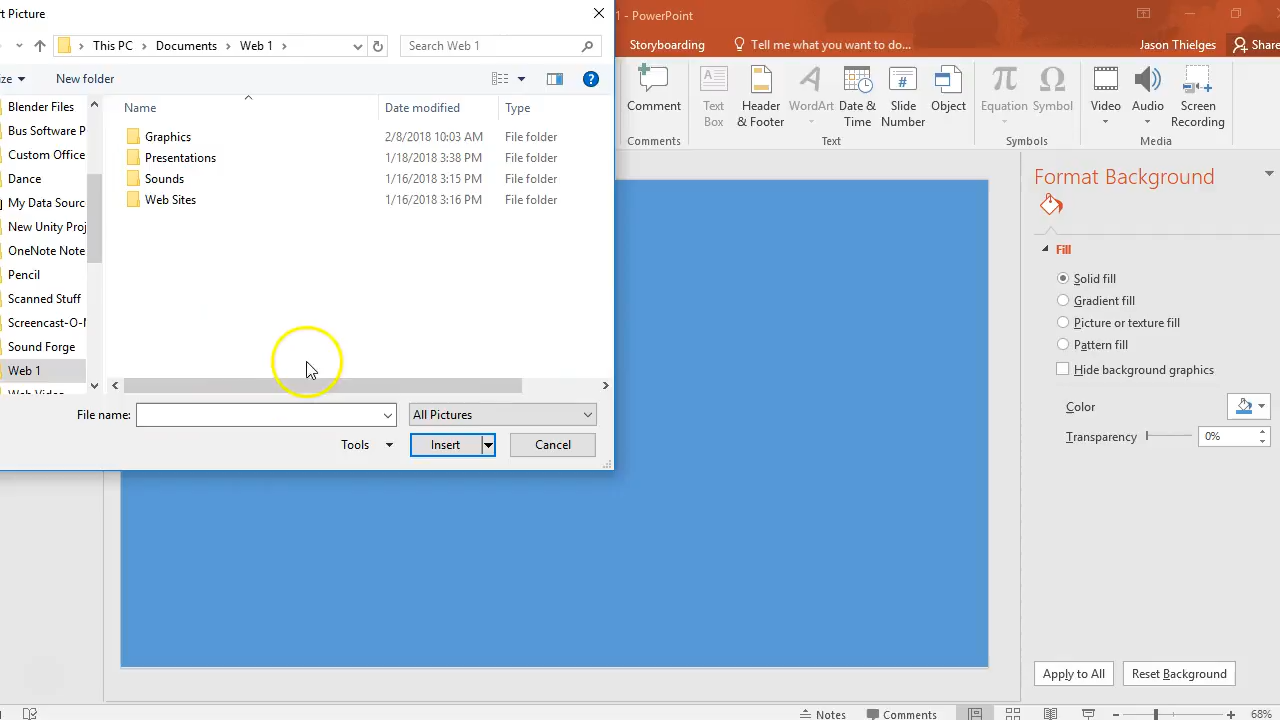 rt Picture
1 - PowerPoint
This PC > Documents > Web 1 >
Search Web 1
Storyboarding
Tell me what you want to do...
Jason Thielges
Share
ze
New folder
Comment
Text Box
Header & Footer
WordArt
Date & Time
Slide Number
Object
Equation
Symbol
Video
Audio
Screen Recording
Comments
Text
Symbols
Media
Blender Files
Bus Software P
Custom Office
Dance
My Data Sourc
New Unity Proj
OneNote Note
Pencil
Scanned Stuff
Screencast-O-M
Sound Forge
Web 1
Web Video
Name
Date modified
Type
Graphics
2/8/2018 10:03 AM
File folder
Presentations
1/18/2018 3:38 PM
File folder
Sounds
1/16/2018 3:15 PM
File folder
Web Sites
1/16/2018 3:16 PM
File folder
File name:
All Pictures
Tools
Insert
Cancel
Format Background
Fill
Solid fill
Gradient fill
Picture or texture fill
Pattern fill
Hide background graphics
Color
Transparency
0%
Apply to All
Reset Background
Notes
Comments
68%